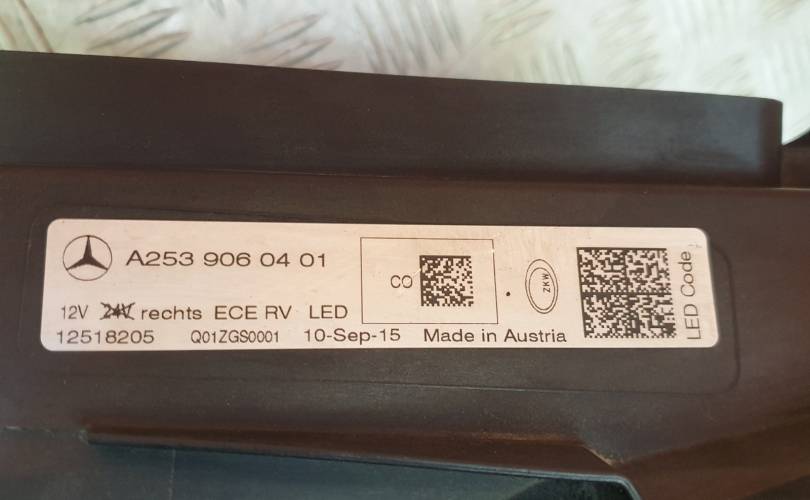 A253 906 04 01
CO
ZKW
12V 24V rechts ECE RV LED
12518205 Q01ZGS0001 10-Sep-15 Made in Austria
LED Code